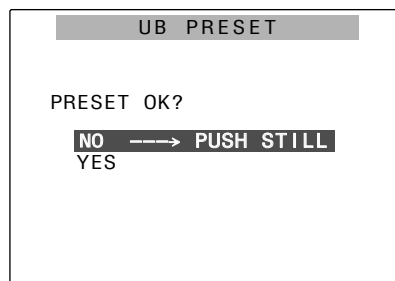 UB PRESET
PRESET OK?
NO ---> PUSH STILL
YES